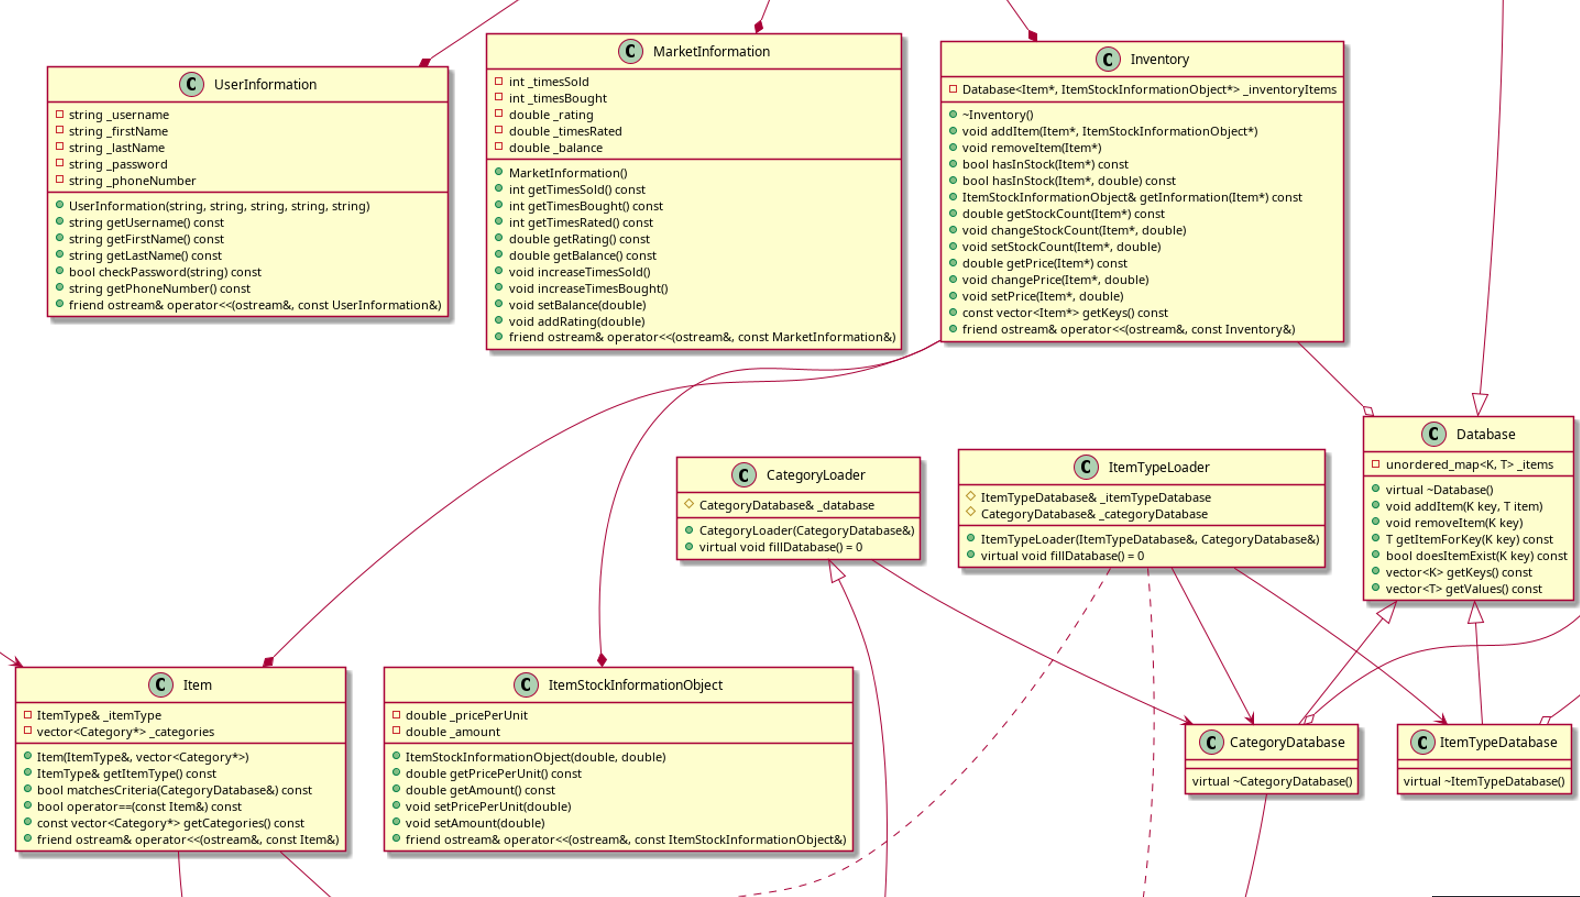 C UserInformation
string _username
string _firstName
string _lastName
string _password
string _phoneNumber
UserInformation(string, string, string, string, string)
string getUsername() const
string getFirstName() const
string getLastName() const
bool checkPassword(string) const
string getPhoneNumber() const
friend ostream& operator<<(ostream&, const UserInformation&)
C MarketInformation
int _timesSold
int _timesBought
double _rating
double _timesRated
double _balance
MarketInformation()
int getTimesSold() const
int getTimesBought() const
int getTimesRated() const
double getRating() const
double getBalance() const
void increaseTimesSold()
void increaseTimesBought()
void setBalance(double)
void addRating(double)
friend ostream& operator<<(ostream&, const MarketInformation&)
C Inventory
Database<Item*, ItemStockInformationObject*> _inventoryItems
~Inventory()
void addItem(Item*, ItemStockInformationObject*)
void removeItem(Item*)
bool hasInStock(Item*) const
bool hasInStock(Item*, double) const
ItemStockInformationObject& getInformation(Item*) const
double getStockCount(Item*) const
void changeStockCount(Item*, double)
void setStockCount(Item*, double)
double getPrice(Item*) const
void changePrice(Item*, double)
void setPrice(Item*, double)
const vector<Item*> getKeys() const
friend ostream& operator<<(ostream&, const Inventory&)
C CategoryLoader
CategoryDatabase& _database
CategoryLoader(CategoryDatabase&)
virtual void fillDatabase() = 0
C ItemTypeLoader
ItemTypeDatabase& _itemTypeDatabase
CategoryDatabase& _categoryDatabase
ItemTypeLoader(ItemTypeDatabase&, CategoryDatabase&)
virtual void fillDatabase() = 0
C Database
unordered_map<K, T> _items
virtual ~Database()
void addItem(K key, T item)
void removeItem(K key)
T getItemForKey(K key) const
bool doesItemExist(K key) const
vector<K> getKeys() const
vector<T> getValues() const
C Item
ItemType& _itemType
vector<Category*> _categories
Item(ItemType&, vector<Category*>)
ItemType& getItemType() const
bool matchesCriteria(CategoryDatabase&) const
bool operator==(const Item&) const
const vector<Category*> getCategories() const
friend ostream& operator<<(ostream&, const Item&)
C ItemStockInformationObject
double _pricePerUnit
double _amount
ItemStockInformationObject(double, double)
double getPricePerUnit() const
double getAmount() const
void setPricePerUnit(double)
void setAmount(double)
friend ostream& operator<<(ostream&, const ItemStockInformationObject&)
C CategoryDatabase
virtual ~CategoryDatabase()
C ItemTypeDatabase
virtual ~ItemTypeDatabase()